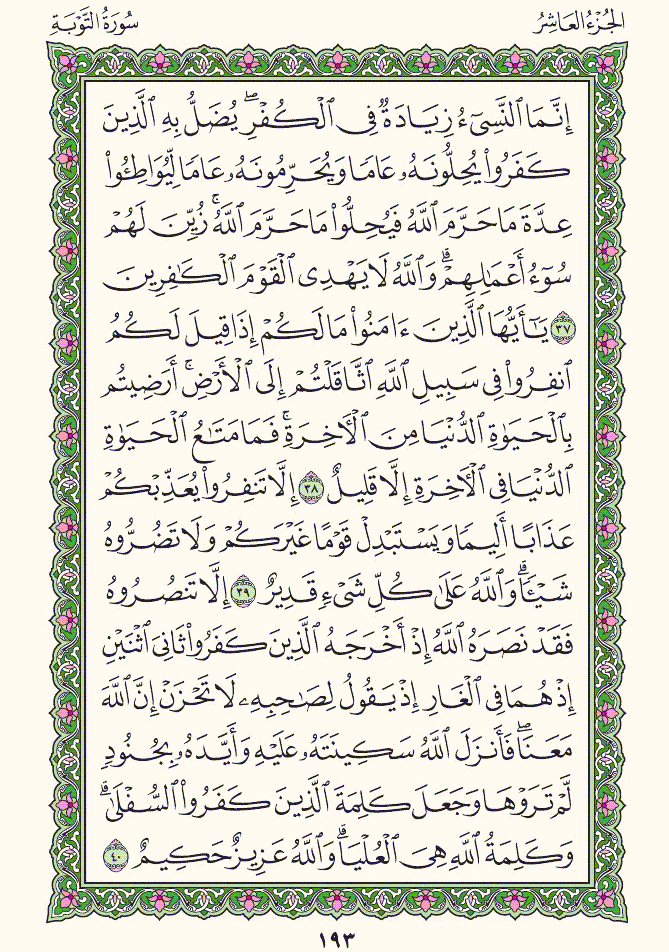 الجُزْءُ العَاشِرُ
سُورَةُ التَّوْبَةِ
إِنَّمَا ٱلنَّسِيٓءُ زِيَادَةٌ فِي ٱلْكُفْرِۖ يُضَلُّ بِهِ ٱلَّذِينَ
كَفَرُوا۟ يُحِلُّونَهُۥ عَامًا وَيُحَرِّمُونَهُۥ عَامًا لِّيُوَاطِـُٔوا۟
عِدَّةَ مَا حَرَّمَ ٱللَّهُ فَيُحِلُّوا۟ مَا حَرَّمَ ٱللَّهُۚ زُيِّنَ لَهُمْ
سُوٓءُ أَعْمَـٰلِهِمْۗ وَٱللَّهُ لَا يَهْدِى ٱلْقَوْمَ ٱلْكَـٰفِرِينَ
٣٧ يَـٰٓأَيُّهَا ٱلَّذِينَ ءَامَنُوا۟ مَا لَكُمْ إِذَا قِيلَ لَكُمُ
ٱنفِرُوا۟ فِى سَبِيلِ ٱللَّهِ ٱثَّاقَلْتُمْ إِلَى ٱلْأَرْضِۚ أَرَضِيتُم
بِٱلْحَيَوٰةِ ٱلدُّنْيَا مِنَ ٱلْـَٔاخِرَةِۚ فَمَا مَتَـٰعُ ٱلْحَيَوٰةِ
ٱلدُّنْيَا فِى ٱلْـَٔاخِرَةِ إِلَّا قَلِيلٌ ٣٨ إِلَّا تَنفِرُوا۟ يُعَذِّبْكُمْ
عَذَابًا أَلِيمًا وَيَسْتَبْدِلْ قَوْمًا غَيْرَكُمْ وَلَا تَضُرُّوهُ
شَيْـًٔاۗ وَٱللَّهُ عَلَىٰ كُلِّ شَىْءٍ قَدِيرٌ ٣٩ إِلَّا تَنصُرُوهُ
فَقَدْ نَصَرَهُ ٱللَّهُ إِذْ أَخْرَجَهُ ٱلَّذِينَ كَفَرُوا۟ ثَانِىَ ٱثْنَيْنِ
إِذْ هُمَا فِى ٱلْغَارِ إِذْ يَقُولُ لِصَـٰحِبِهِۦ لَا تَحْزَنْ إِنَّ ٱللَّهَ
مَعَنَاۖ فَأَنزَلَ ٱللَّهُ سَكِينَتَهُۥ عَلَيْهِ وَأَيَّدَهُۥ بِجُنُودٍ
لَّمْ تَرَوْهَا وَجَعَلَ كَلِمَةَ ٱلَّذِينَ كَفَرُوا۟ ٱلسُّفْلَىٰۗ
وَكَلِمَةُ ٱللَّهِ هِىَ ٱلْعُلْيَاۗ وَٱللَّهُ عَزِيزٌ حَكِيمٌ ٤٠
١٩٣